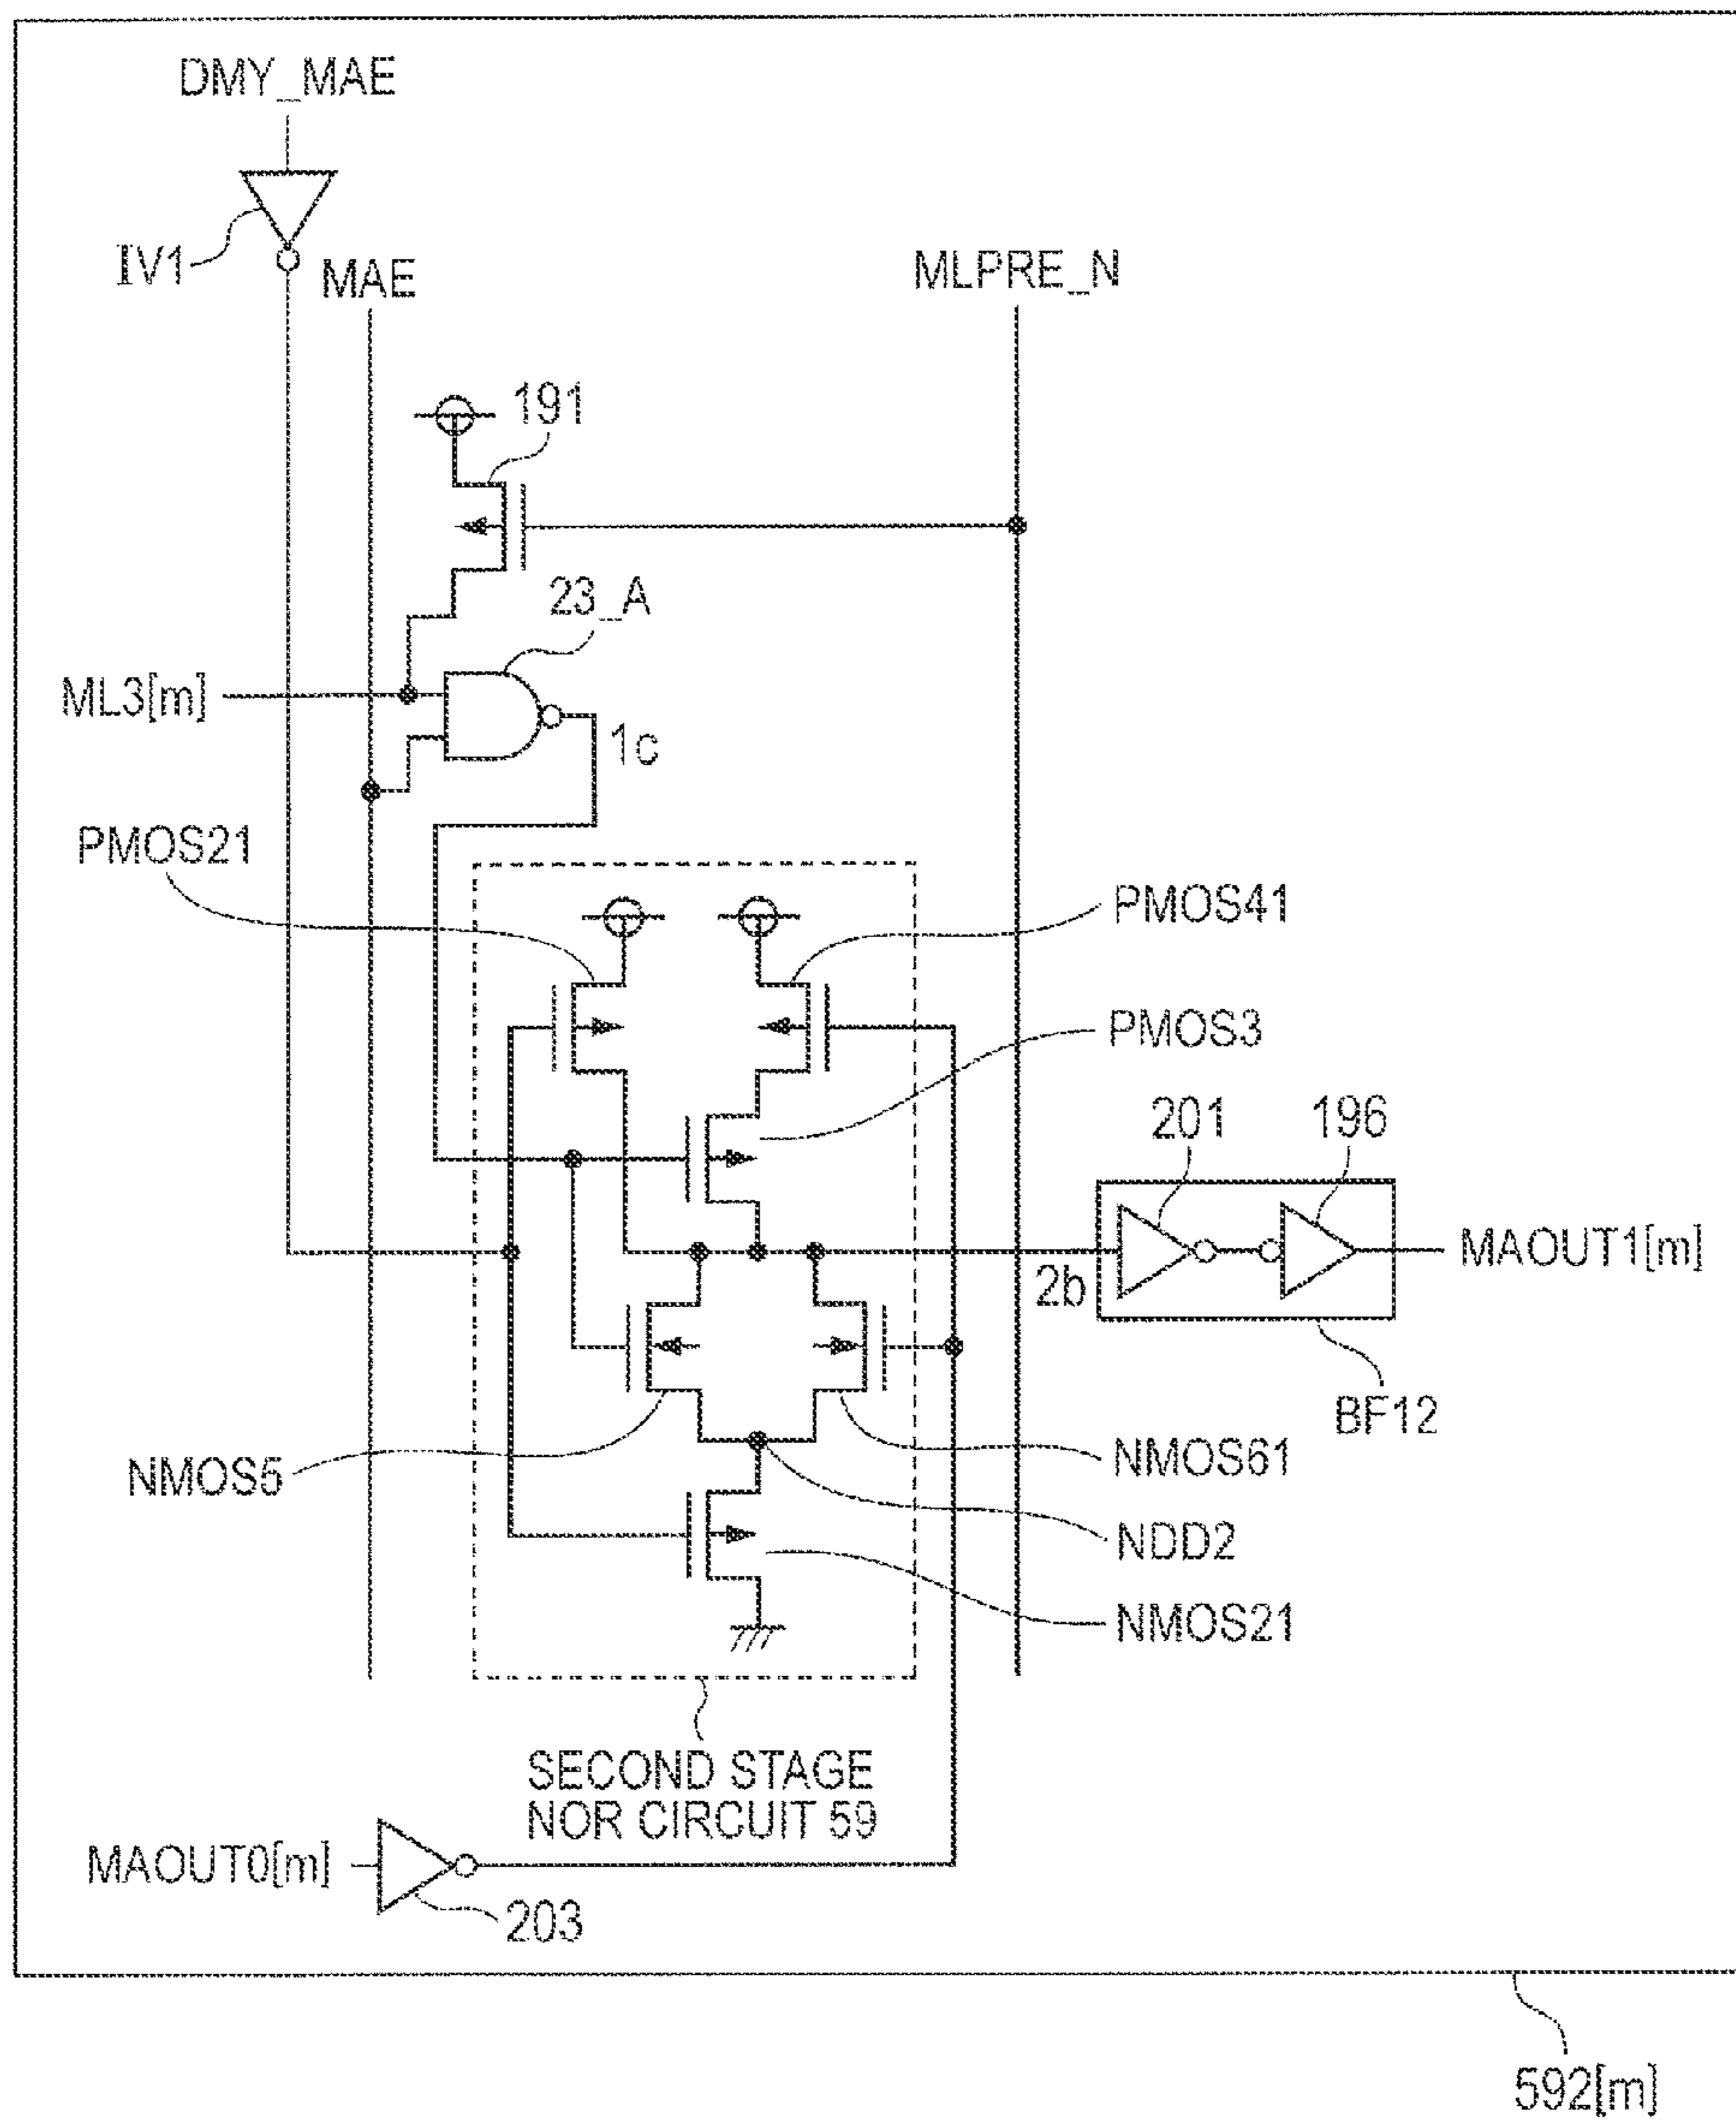 DMY_MAE
IV1
MAE
MLPRE_N
191
23_A
ML3[m]
1c
PMOS21
PMOS41
PMOS3
201
196
MAOUT1[m]
2b
BF12
NMOS5
NMOS61
NDD2
NMOS21
SECOND STAGE
NOR CIRCUIT 59
MAOUT0[m]
203
592[m]